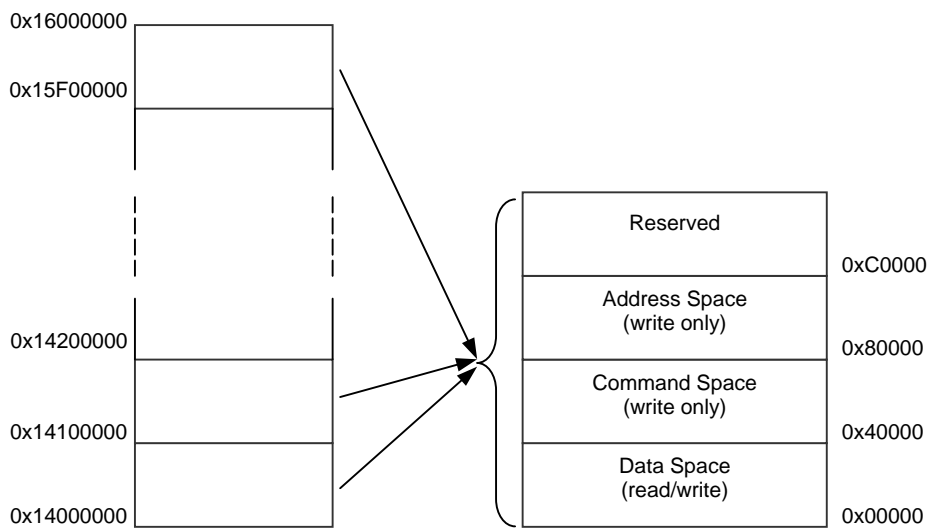 0x16000000
0x15F00000
0x14200000
0x14100000
0x14000000
Reserved
0xC0000
Address Space
(write only)
0x80000
Command Space
(write only)
0x40000
Data Space
(read/write)
0x00000